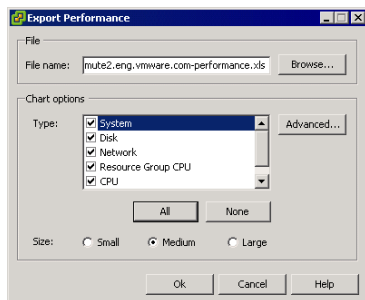 Export Performance
File
File name: mute2.eng.vmware.com-performance.xls Browse...
Chart options
Type: System Advanced...
Disk
Network
Resource Group CPU
CPU
All None
Size: Small Medium Large
Ok Cancel Help